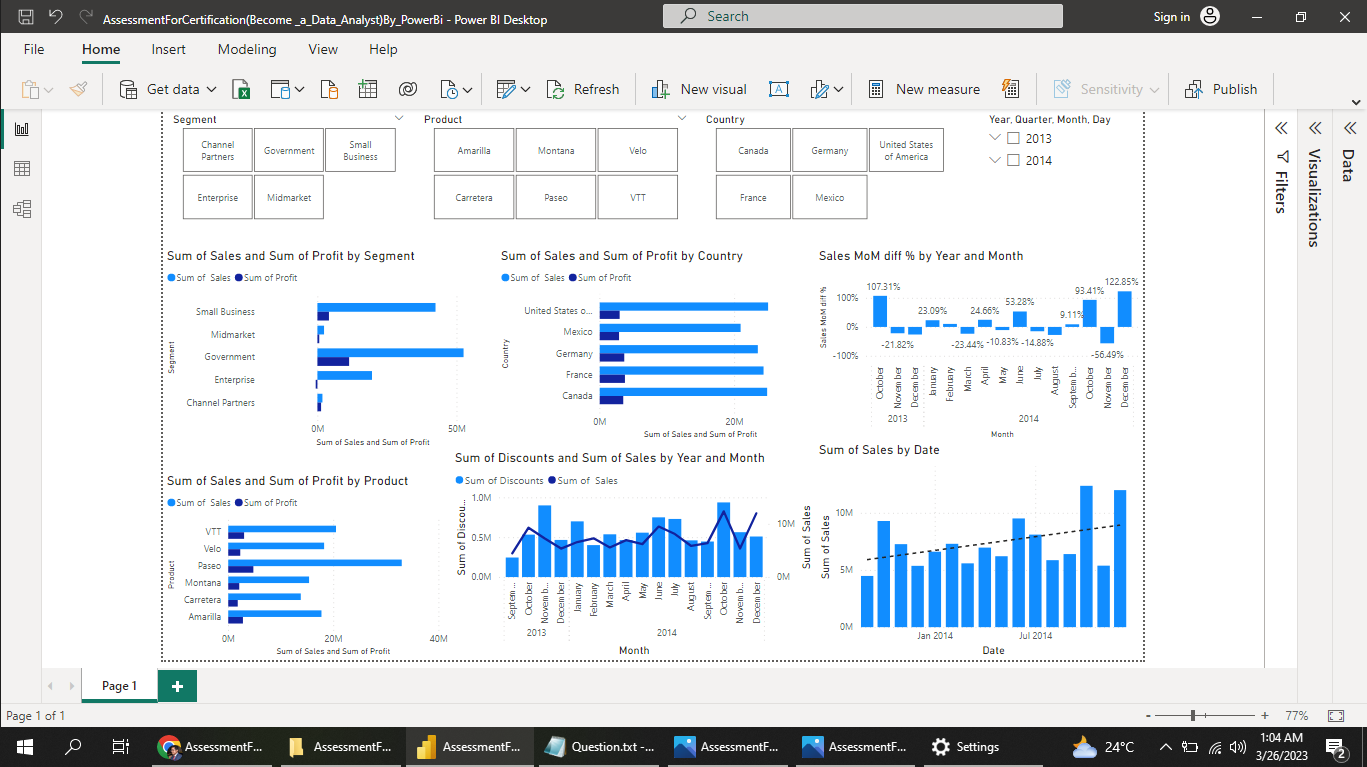 AssessmentForCertification(Become _a_Data_Analyst)By_PowerBi - Power BI Desktop
Search
Sign in
File Home Insert Modeling View Help
Get data
Refresh
New visual
A
New measure
Sensitivity
Publish
Segment
Channel Partners
Government
Small Business
Enterprise
Midmarket
Product
Amarilla
Montana
Velo
Carretera
Paseo
VTT
Country
Canada
Germany
United States of America
France
Mexico
Year, Quarter, Month, Day
2013
2014
Filters
Visualizations
Data
Sum of Sales and Sum of Profit by Segment
Sum of Sales Sum of Profit
Segment
Small Business
Midmarket
Government
Enterprise
Channel Partners
0M 50M
Sum of Sales and Sum of Profit
Sum of Sales and Sum of Profit by Country
Sum of Sales Sum of Profit
Country
United States o...
Mexico
Germany
France
Canada
0M 20M
Sum of Sales and Sum of Profit
Sales MoM diff % by Year and Month
Sales MoM diff %
100%
0%
-100%
107.31%
-21.82%
23.09%
-23.44%
24.66%
-10.83%
53.28%
-14.88%
9.11%
93.41%
-56.49%
122.85%
October November December January February March April May June July August Septemb... October November December
2013 2014
Month
Sum of Sales and Sum of Profit by Product
Sum of Sales Sum of Profit
Product
VTT
Velo
Paseo
Montana
Carretera
Amarilla
0M 20M 40M
Sum of Sales and Sum of Profit
Sum of Discounts and Sum of Sales by Year and Month
Sum of Discounts Sum of Sales
Sum of Discou...
1.0M
0.5M
0.0M
10M
0M
Sum of Sales
Septem... October Novemb... December January February March April May June July August Septem... October Novemb... December
2013 2014
Month
Sum of Sales by Date
Sum of Sales
10M
5M
0M
Jan 2014 Jul 2014
Date
Page 1
Page 1 of 1
- + 77%
AssessmentF...
AssessmentF...
AssessmentF...
Question.txt -...
AssessmentF...
AssessmentF...
Settings
24°C
1:04 AM
3/26/2023
2